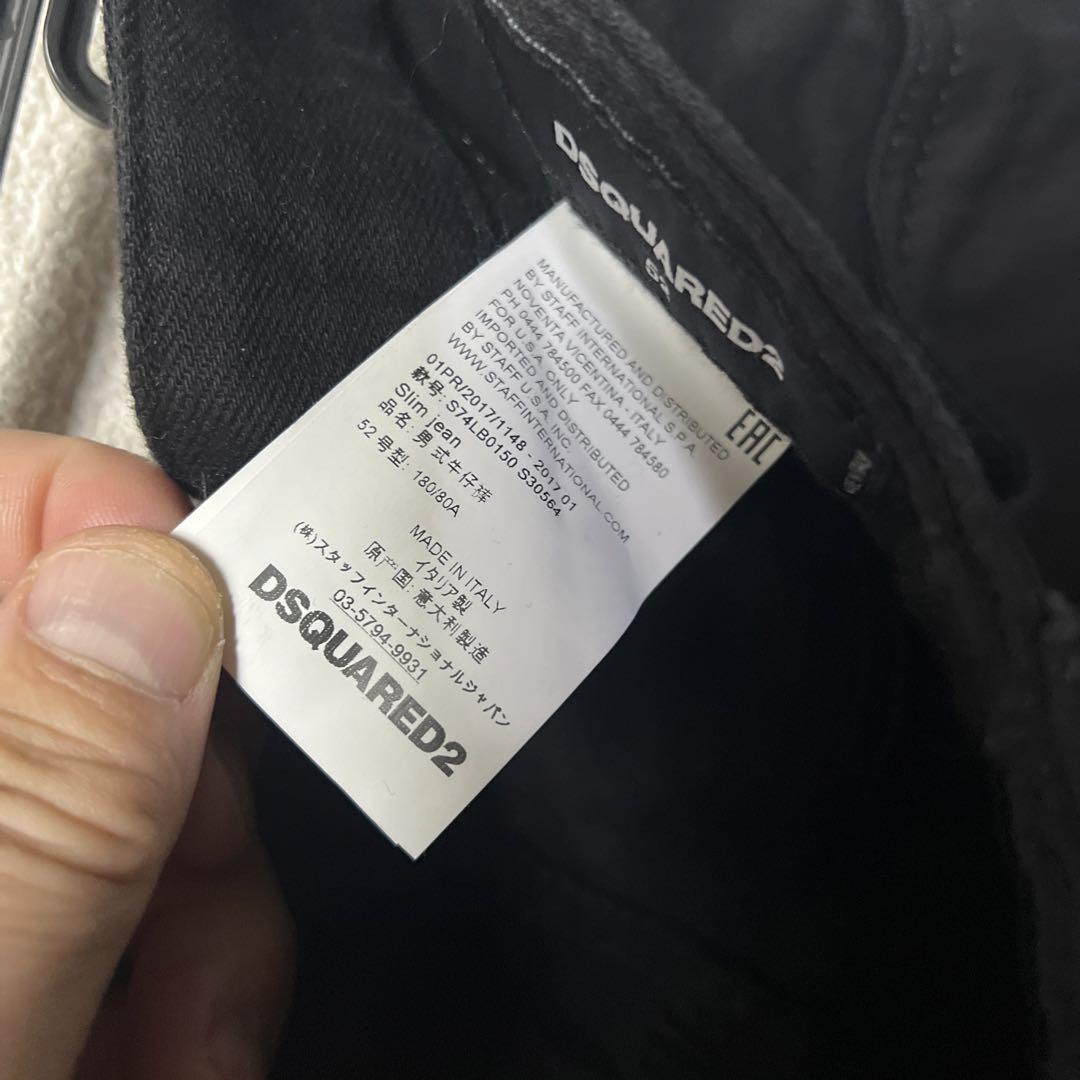 DSQUARED2
52
MANUFACTURED AND DISTRIBUTED
BY STAFF INTERNATIONAL S.P.A
NOVENTA VICENTINA - ITALY
PH 0444 784500 FAX 0444 784580
FOR U.S.A. ONLY
IMPORTED AND DISTRIBUTED
BY STAFF U.S.A. INC.
WWW.STAFFINTERNATIONAL.COM
EAC
01PR/2017/1148 - 2017 01
款号: S74LB0150 S30564
Slim jean
品名: 男式牛仔裤
52 号型: 180/80A
MADE IN ITALY
イタリア製
原产国: 意大利製造
(株)スタッフインターナショナルジャパン
03-5794-9931
DSQUARED2